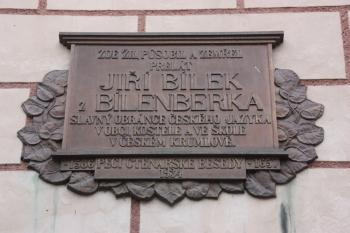 ZDE ŽIL, PŮSOBIL A ZEMŘEL
PRELÁT
JIŘÍ BÍLEK
Z BÍLENBERKA
SLAVNÝ OBRÁNCE ČESKÉHO JAZYKA
V OBCI, KOSTELE A VE ŠKOLE
V ČESKÉM KRUMLOVĚ.
PÉČÍ ČTENÁŘSKÉ BESEDY
1934